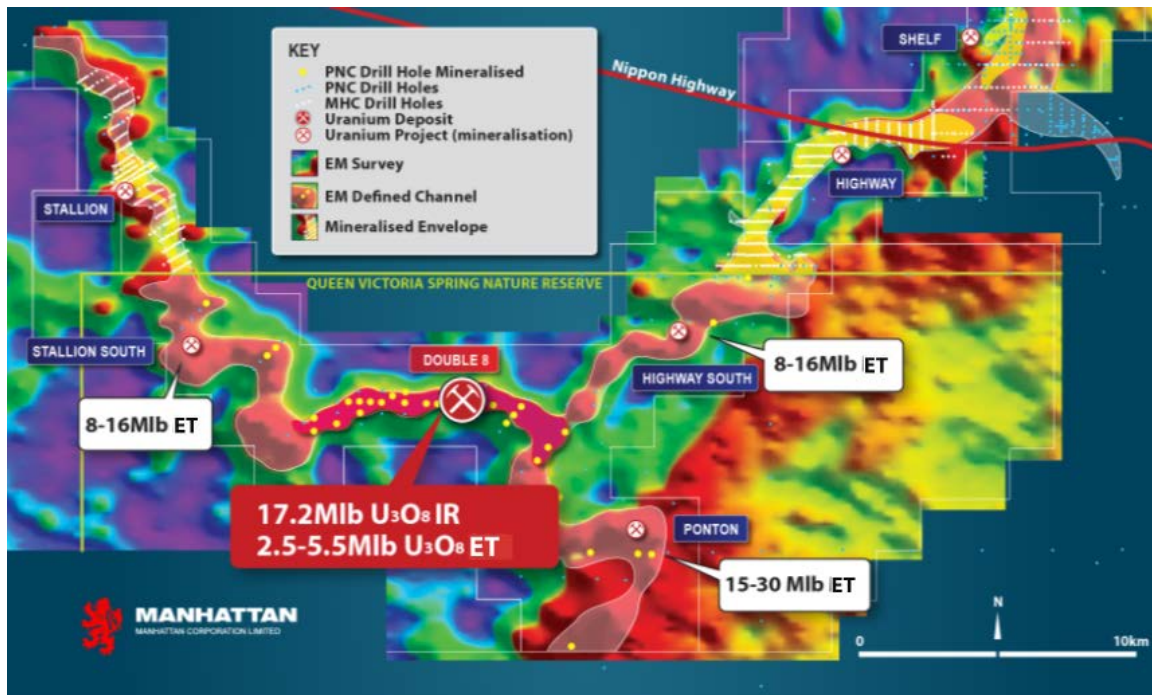 KEY
PNC Drill Hole Mineralised
PNC Drill Holes
MHC Drill Holes
Uranium Deposit
Uranium Project (mineralisation)
EM Survey
EM Defined Channel
Mineralised Envelope
SHELF
Nippon Highway
HIGHWAY
STALLION
QUEEN VICTORIA SPRING NATURE RESERVE
STALLION SOUTH
DOUBLE 8
HIGHWAY SOUTH
8-16Mlb ET
8-16Mlb ET
17.2Mlb U₃O₈ IR
2.5-5.5Mlb U₃O₈ ET
PONTON
15-30 Mlb ET
MANHATTAN
MANHATTAN CORPORATION LIMITED
N
0 10km